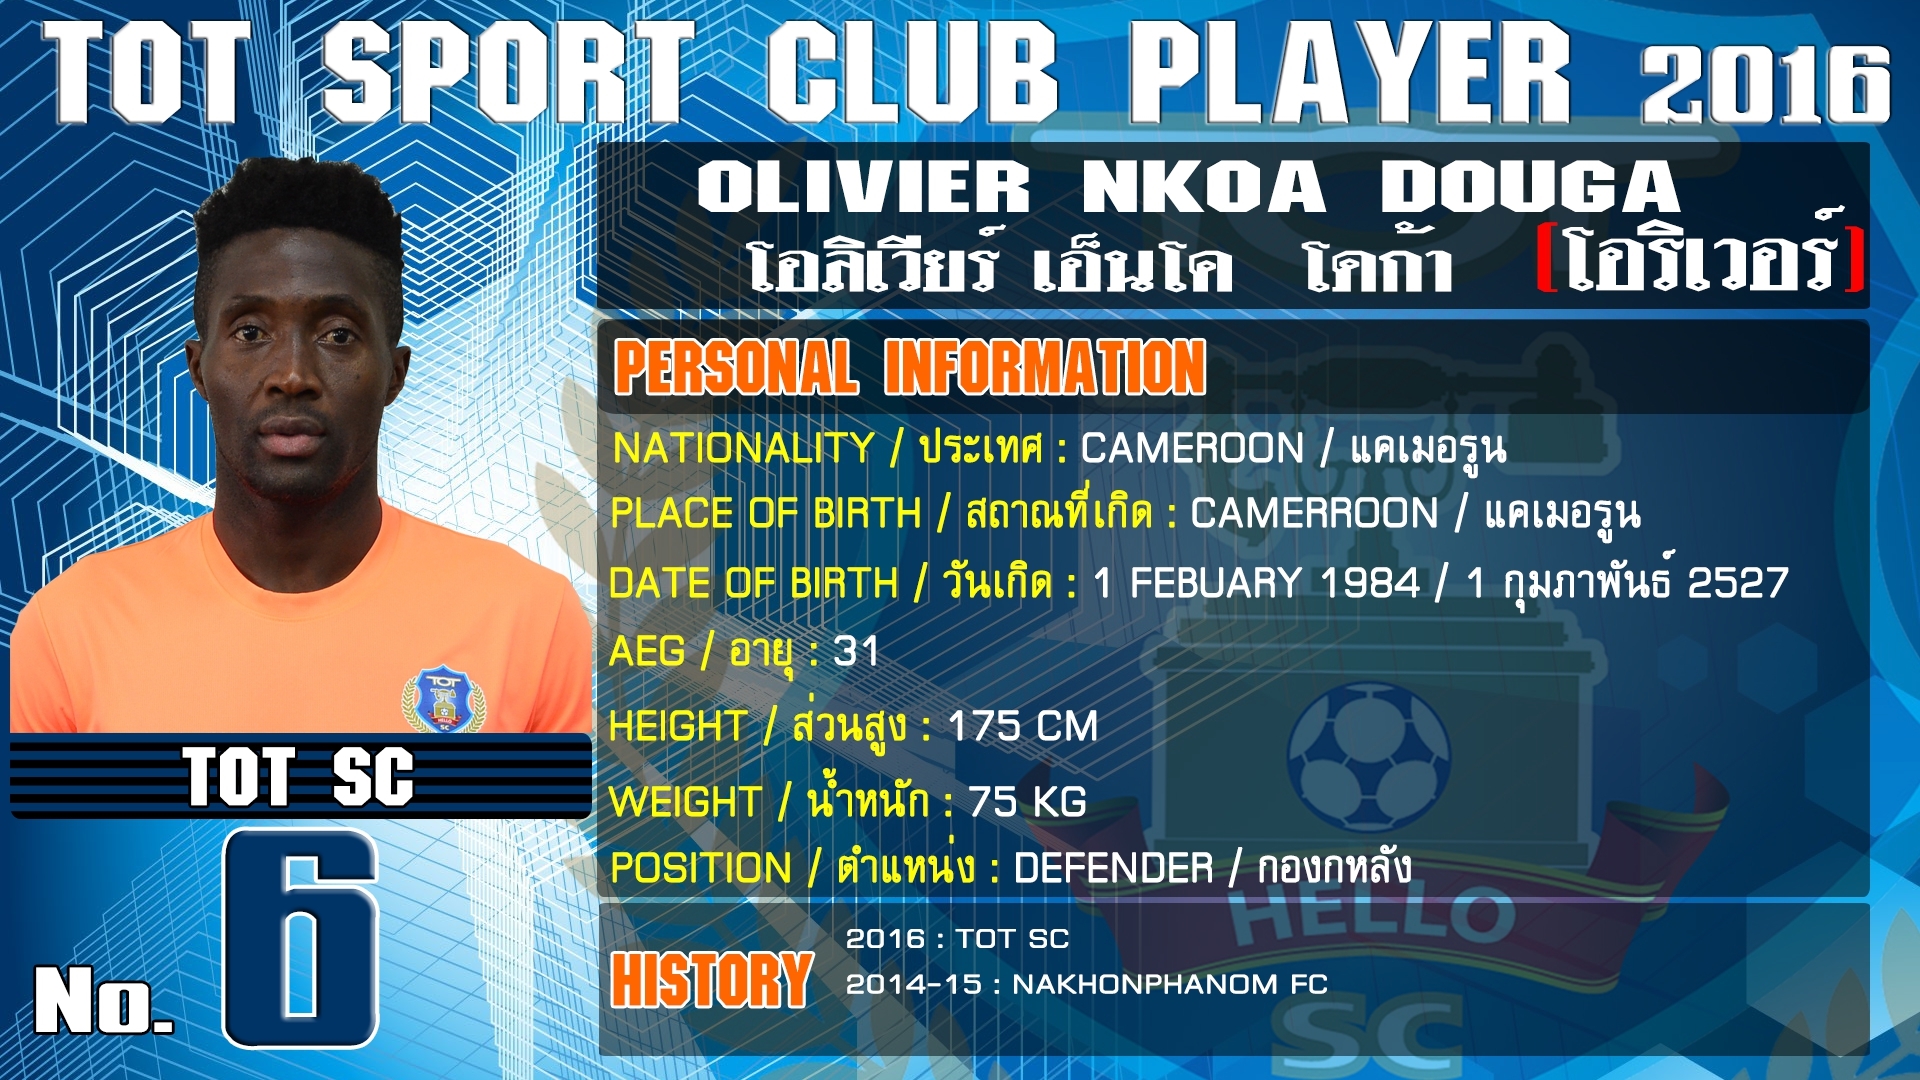 TOT SPORT CLUB PLAYER 2016
OLIVIER NKOA DOUGA
โอลิเวียร์ เอ็นโค โดก้า (โอริเวอร์)
PERSONAL INFORMATION
NATIONALITY / ประเทศ : CAMEROON / แคเมอรูน
PLACE OF BIRTH / สถาณที่เกิด : CAMERROON / แคเมอรูน
DATE OF BIRTH / วันเกิด : 1 FEBUARY 1984 / 1 กุมภาพันธ์ 2527
AEG / อายุ : 31
HEIGHT / ส่วนสูง : 175 CM
WEIGHT / น้ำหนัก : 75 KG
POSITION / ตำแหน่ง : DEFENDER / กองกหลัง
HISTORY
2016 : TOT SC
2014-15 : NAKHONPHANOM FC
TOT
HELLO
SC
TOT SC
No. 6
HELLO
SC